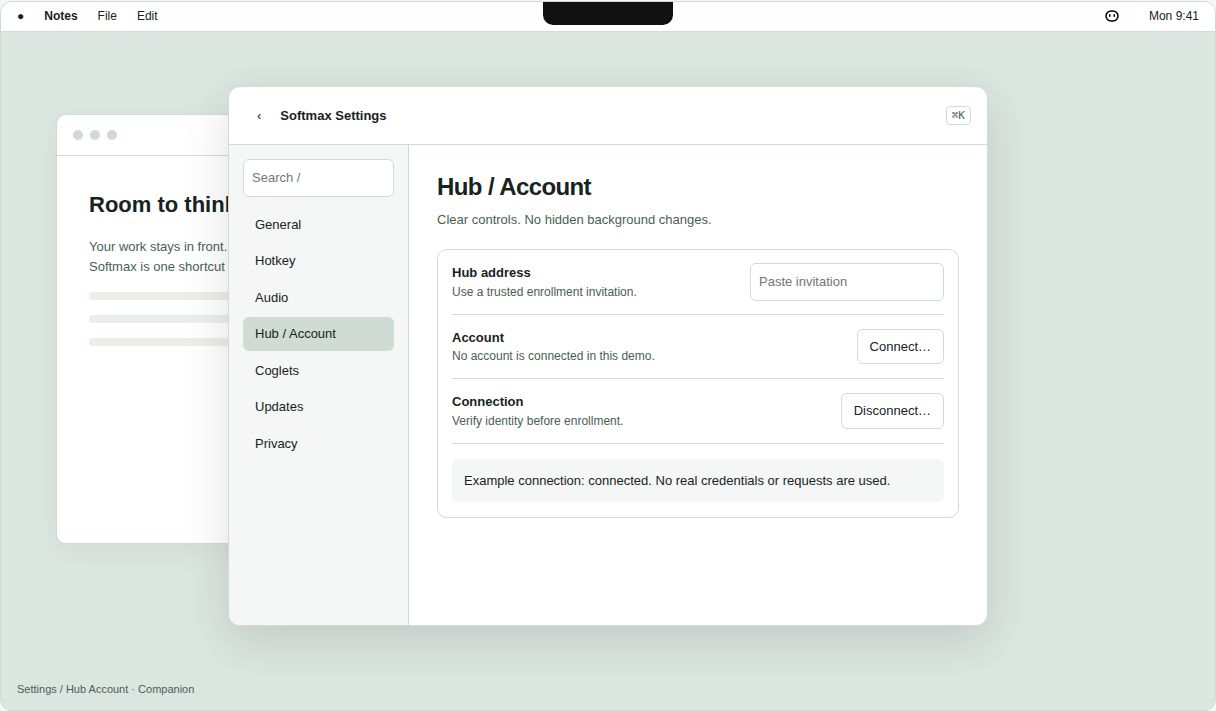 Notes File Edit Mon 9:41
‹ Softmax Settings ⌘K
Room to thin
Your work stays in front.
Softmax is one shortcut
Search /
General
Hotkey
Audio
Hub / Account
Coglets
Updates
Privacy
Hub / Account
Clear controls. No hidden background changes.
Hub address
Use a trusted enrollment invitation.
Paste invitation
Account
No account is connected in this demo.
Connect…
Connection
Verify identity before enrollment.
Disconnect…
Example connection: connected. No real credentials or requests are used.
Settings / Hub Account · Companion